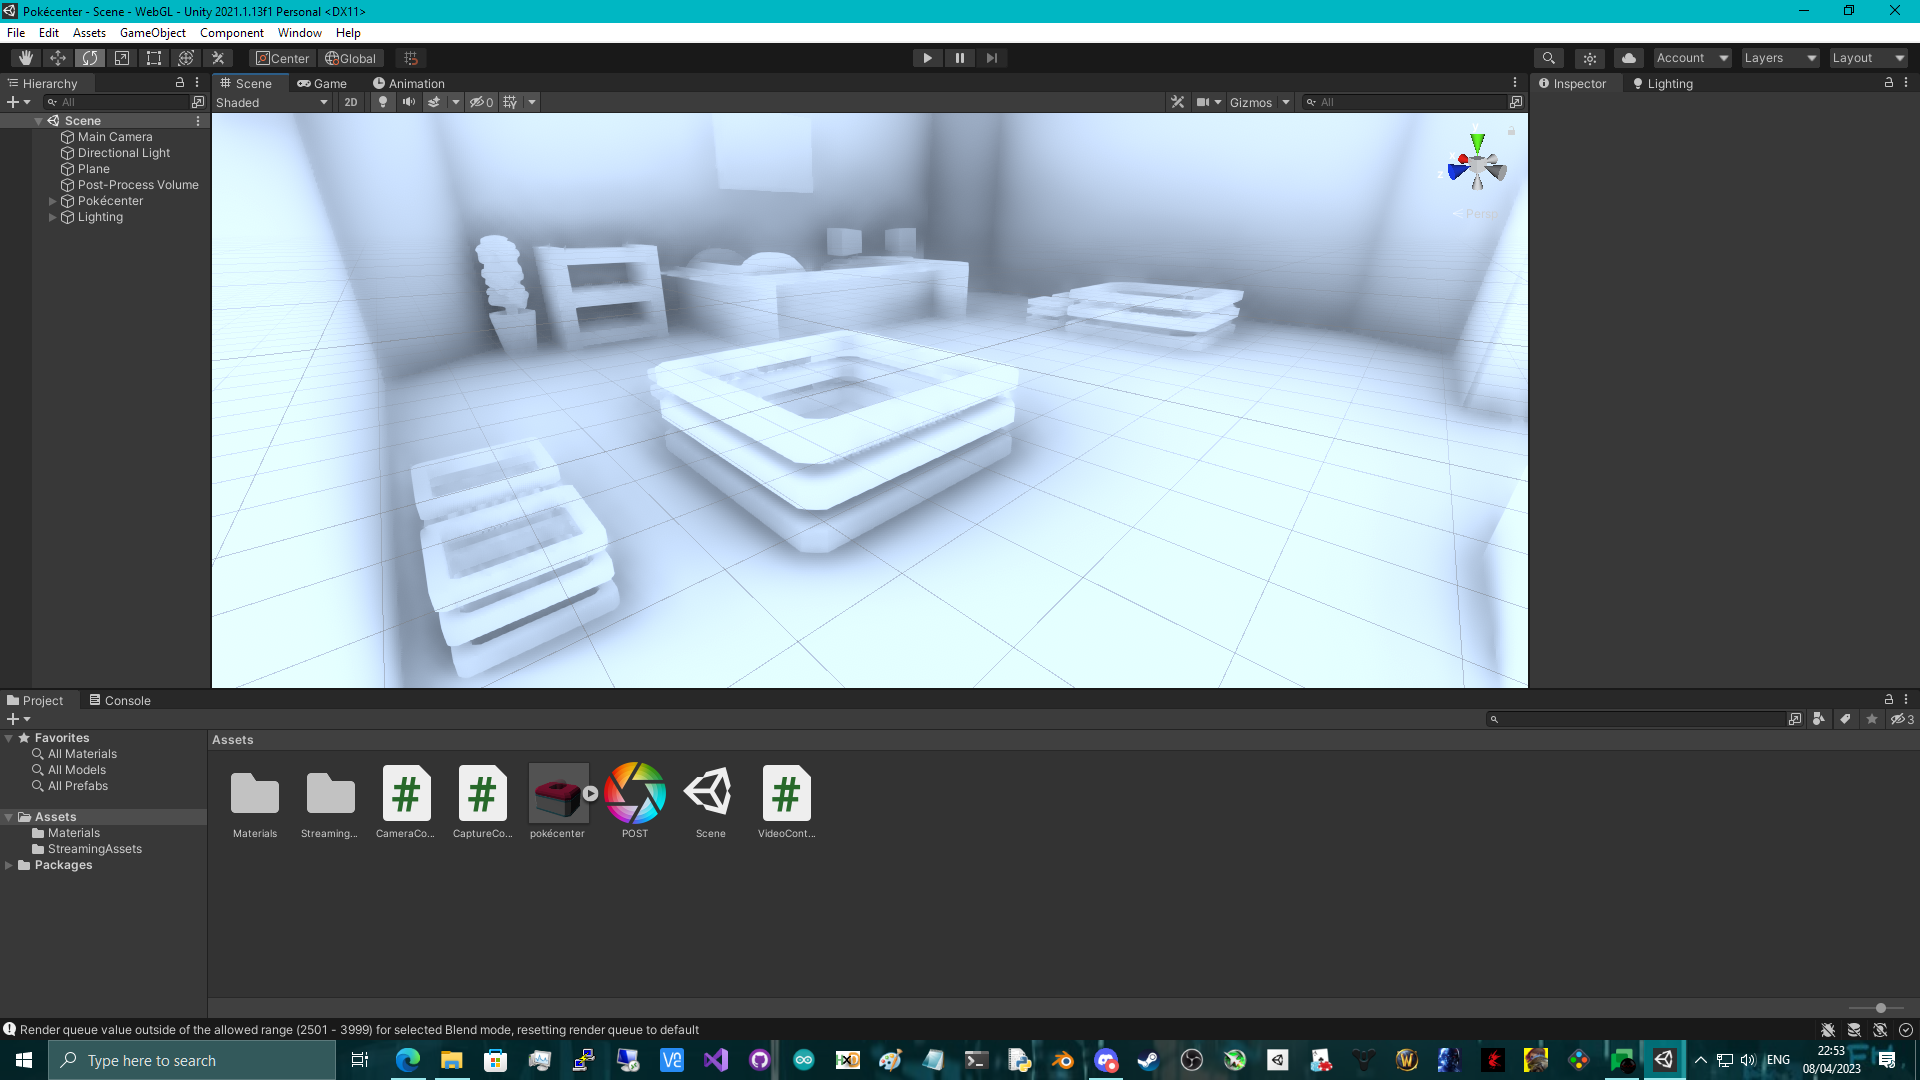 Pokécenter - Scene - WebGL - Unity 2021.1.13f1 Personal <DX11>
File Edit Assets GameObject Component Window Help
Center Global Account Layers Layout
Hierarchy
All
Scene
Main Camera
Directional Light
Plane
Post-Process Volume
Pokécenter
Lighting
Scene Game Animation
Shaded 2D 0 Gizmos All
y
x
z
Persp
Inspector Lighting
Project Console
3
Favorites
All Materials
All Models
All Prefabs
Assets
Materials
StreamingAssets
Packages
Assets
Materials Streaming... CameraCo... CaptureCo... pokécenter POST Scene VideoCont...
Render queue value outside of the allowed range (2501 - 3999) for selected Blend mode, resetting render queue to default
Type here to search
ENG
22:53
08/04/2023